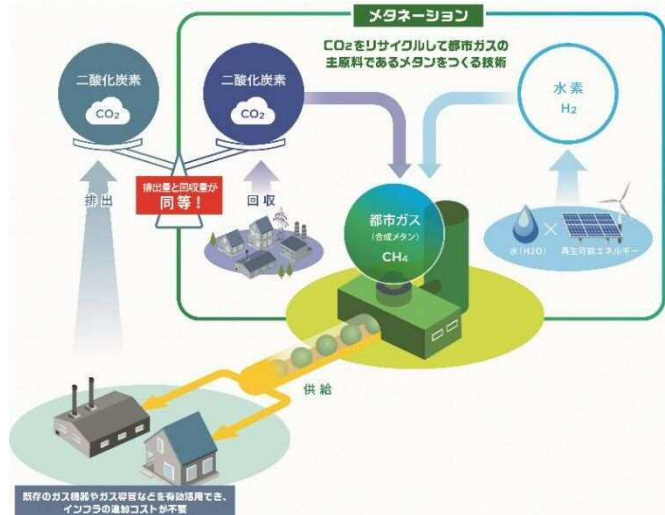 メタネーション
CO₂をリサイクルして都市ガスの
主原料であるメタンをつくる技術
二酸化炭素
CO₂
二酸化炭素
CO₂
水素
H₂
排出量と回収量が
同等！
排出
回収
都市ガス
（合成メタン）
CH₄
水（H2O）
×
再生可能エネルギー
供給
既存のガス機器やガス導管などを有効活用でき、
インフラの追加コストが不要